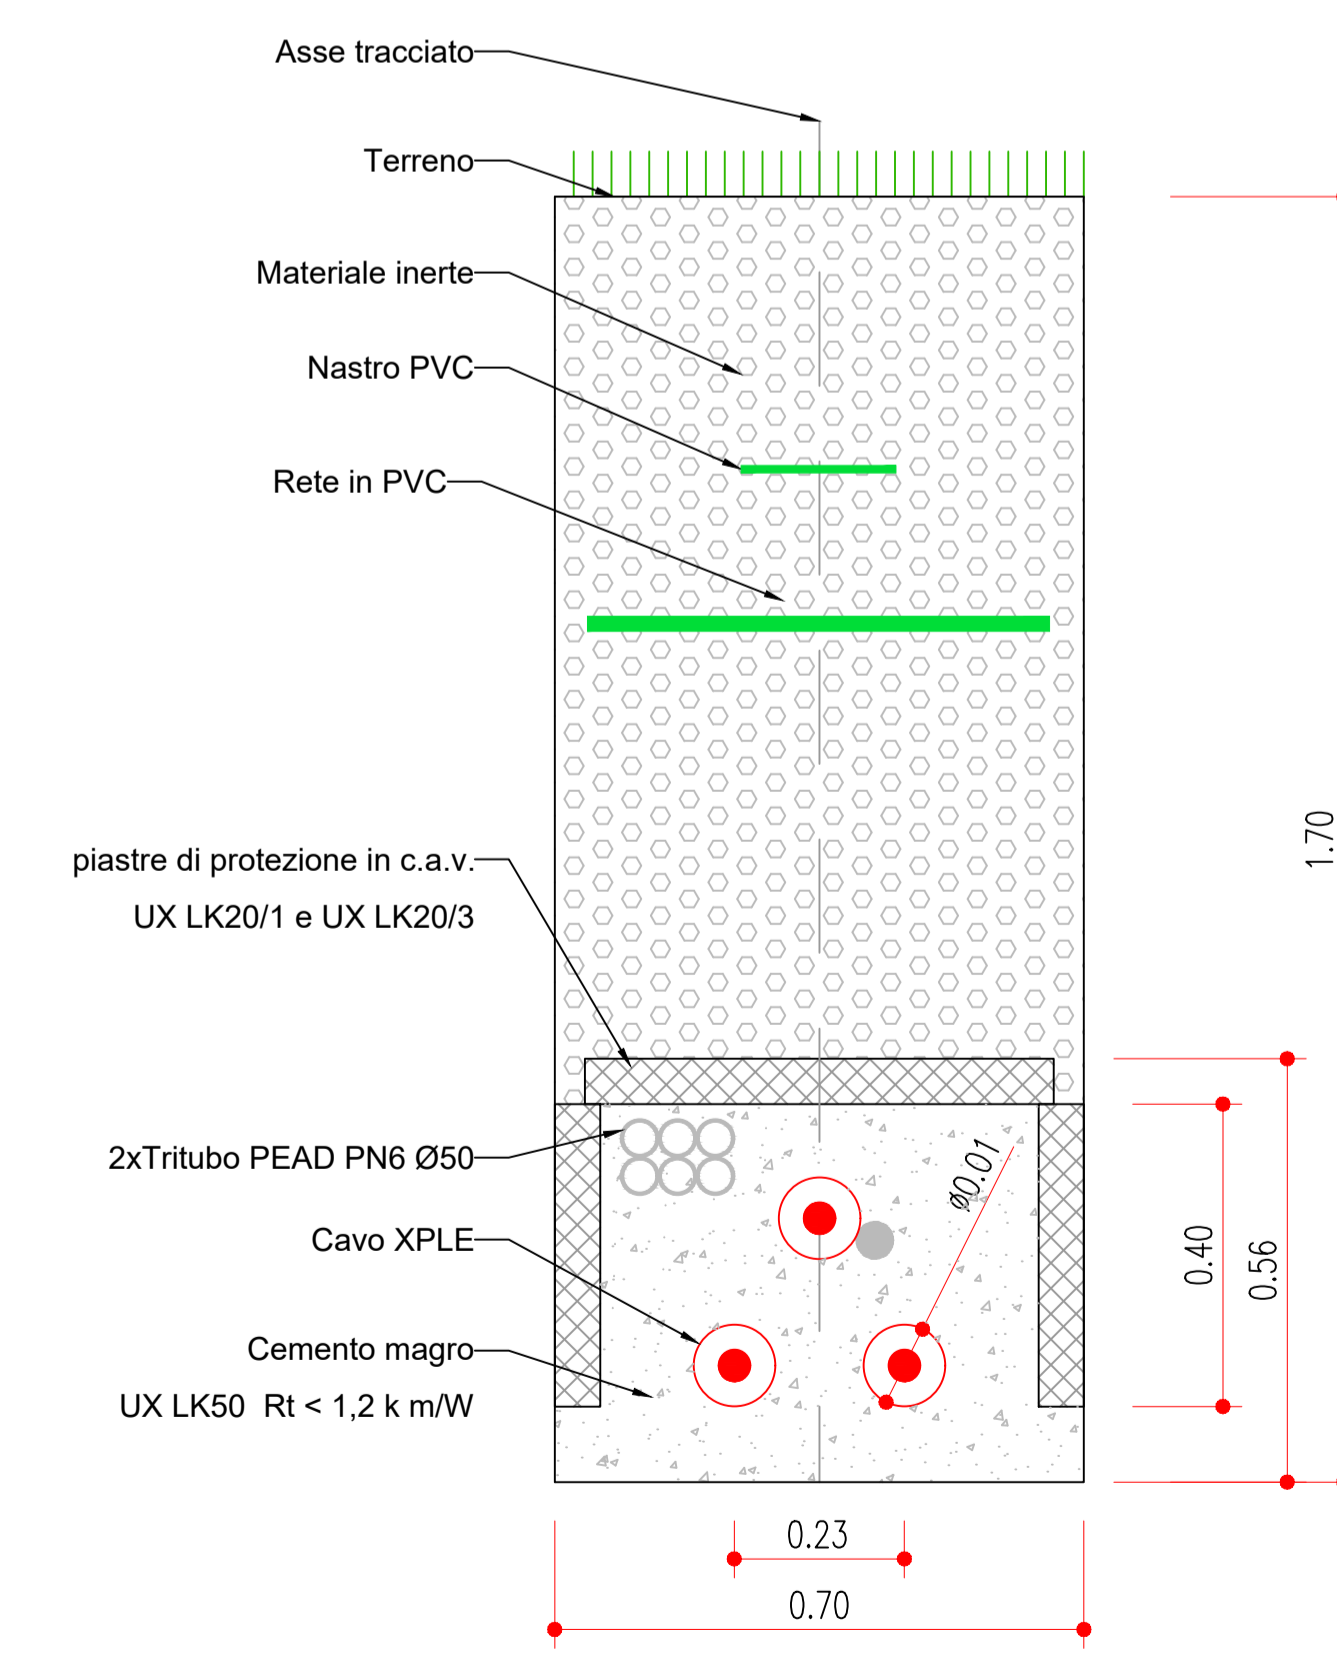 Asse tracciato
Terreno
Materiale inerte
Nastro PVC
Rete in PVC
1.70
piastre di protezione in c.a.v.
UX LK20/1 e UX LK20/3
2xTritubo PEAD PN6 Ø50
ø0.01
Cavo XPLE
0.40
0.56
Cemento magro
UX LK50 Rt < 1,2 k m/W
0.23
0.70